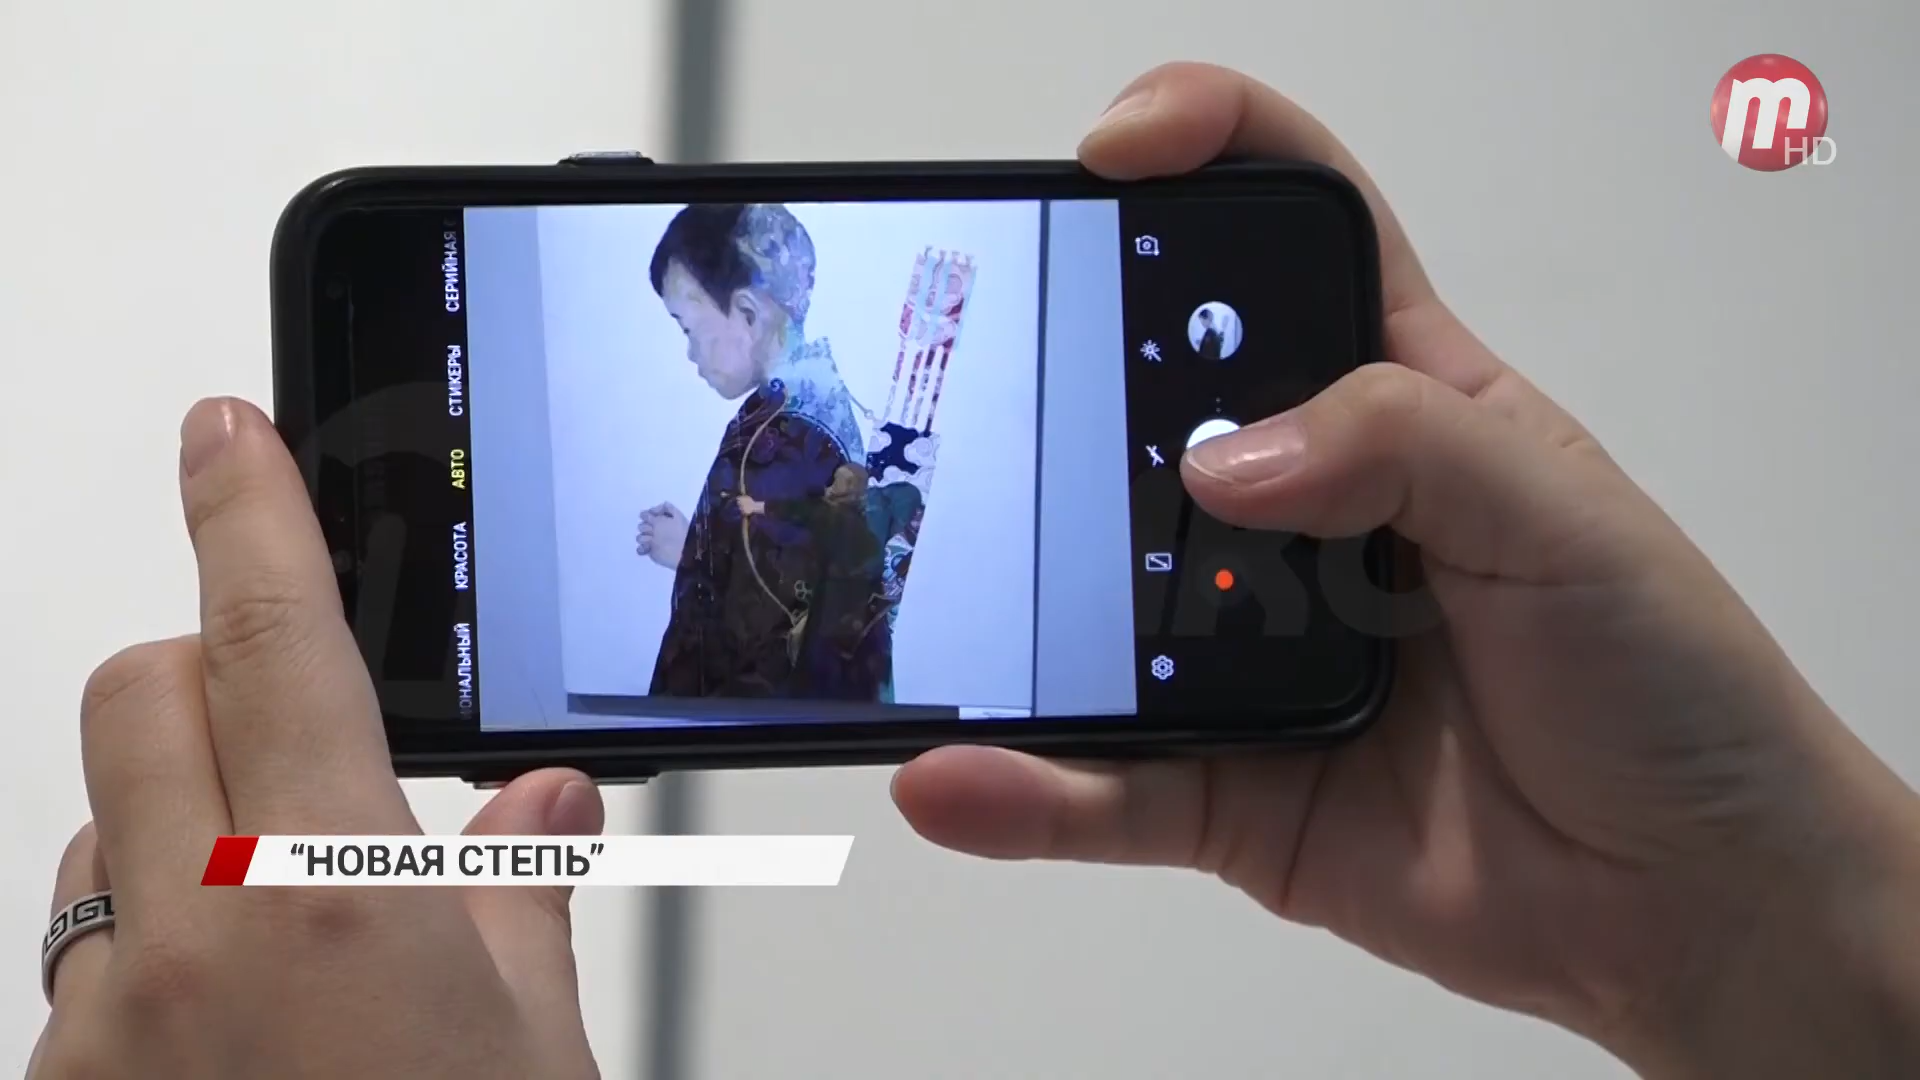 m
HD
СЕРИЙНАЯ
СТИКЕРЫ
АВТО
КРАСОТА
ИОНАЛЬНЫЙ
“НОВАЯ СТЕПЬ”